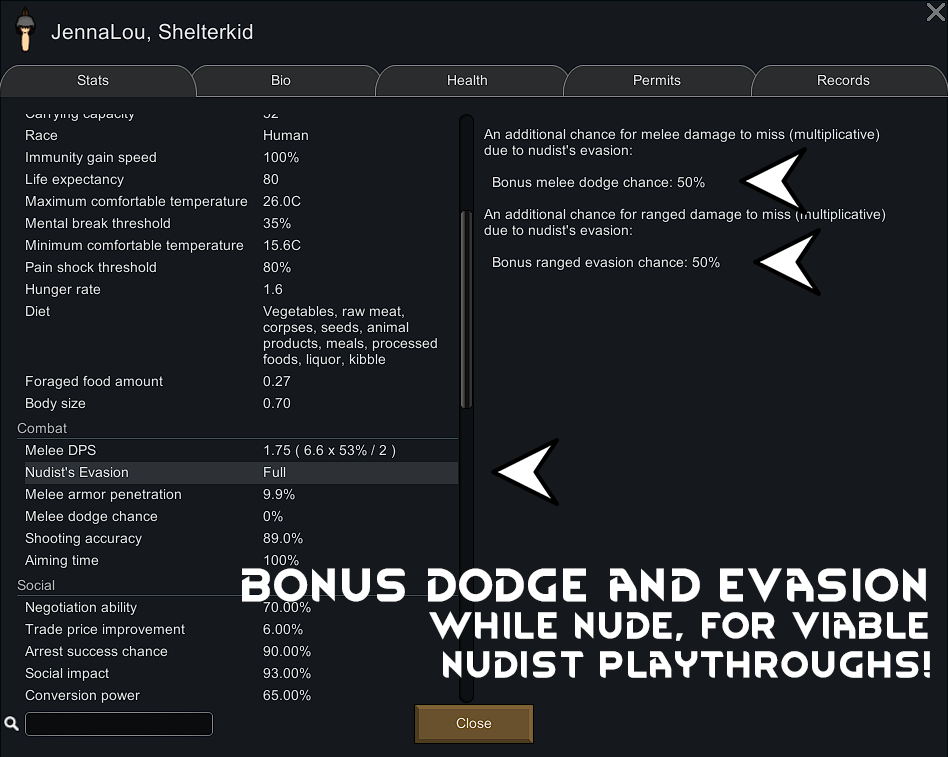 JennaLou, Shelterkid
Stats Bio Health Permits Records
Carrying capacity 52
Race Human
Immunity gain speed 100%
Life expectancy 80
Maximum comfortable temperature 26.0C
Mental break threshold 35%
Minimum comfortable temperature 15.6C
Pain shock threshold 80%
Hunger rate 1.6
Diet Vegetables, raw meat,
corpses, seeds, animal
products, meals, processed
foods, liquor, kibble
Foraged food amount 0.27
Body size 0.70
Combat
Melee DPS 1.75 ( 6.6 x 53% / 2 )
Nudist's Evasion Full
Melee armor penetration 9.9%
Melee dodge chance 0%
Shooting accuracy 89.0%
Aiming time 100%
Social
Negotiation ability 70.00%
Trade price improvement 6.00%
Arrest success chance 90.00%
Social impact 93.00%
Conversion power 65.00%
An additional chance for melee damage to miss (multiplicative)
due to nudist's evasion:
Bonus melee dodge chance: 50%
An additional chance for ranged damage to miss (multiplicative)
due to nudist's evasion:
Bonus ranged evasion chance: 50%
BONUS DODGE AND EVASION
WHILE NUDE, FOR VIABLE
NUDIST PLAYTHROUGHS!
Close